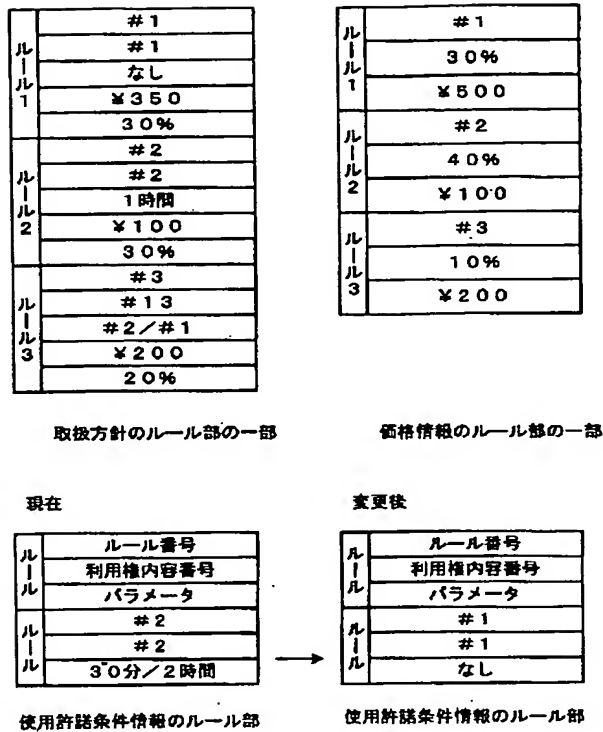 ルール1
#1
#1
なし
¥350
30%
ルール2
#2
#2
1時間
¥100
30%
ルール3
#3
#13
#2/#1
¥200
20%
取扱方針のルール部の一部
ルール1
#1
30%
¥500
ルール2
#2
40%
¥100
ルール3
#3
10%
¥200
価格情報のルール部の一部
現在
ルール
ルール番号
利用権内容番号
パラメータ
ルール
#2
#2
30分/2時間
使用許諾条件情報のルール部
変更後
ルール
ルール番号
利用権内容番号
パラメータ
ルール
#1
#1
なし
使用許諾条件情報のルール部